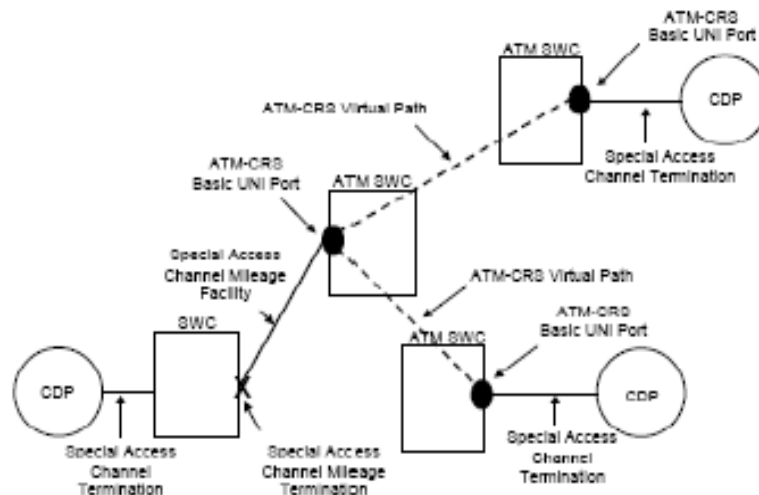 ATM-CRS
Basic UNI Port
ATM SWC
CDP
ATM-CRS Virtual Path
Special Access
Channel Termination
ATM-CRS
Basic UNI Port
ATM SWC
Special Access
Channel Mileage
Facility
ATM-CRS Virtual Path
SWC
ATM-CRS
Basic UNI Port
ATM SWC
CDP
CDP
Special Access
Channel
Termination
Special Access
Channel Mileage
Termination
Special Access
Channel
Termination